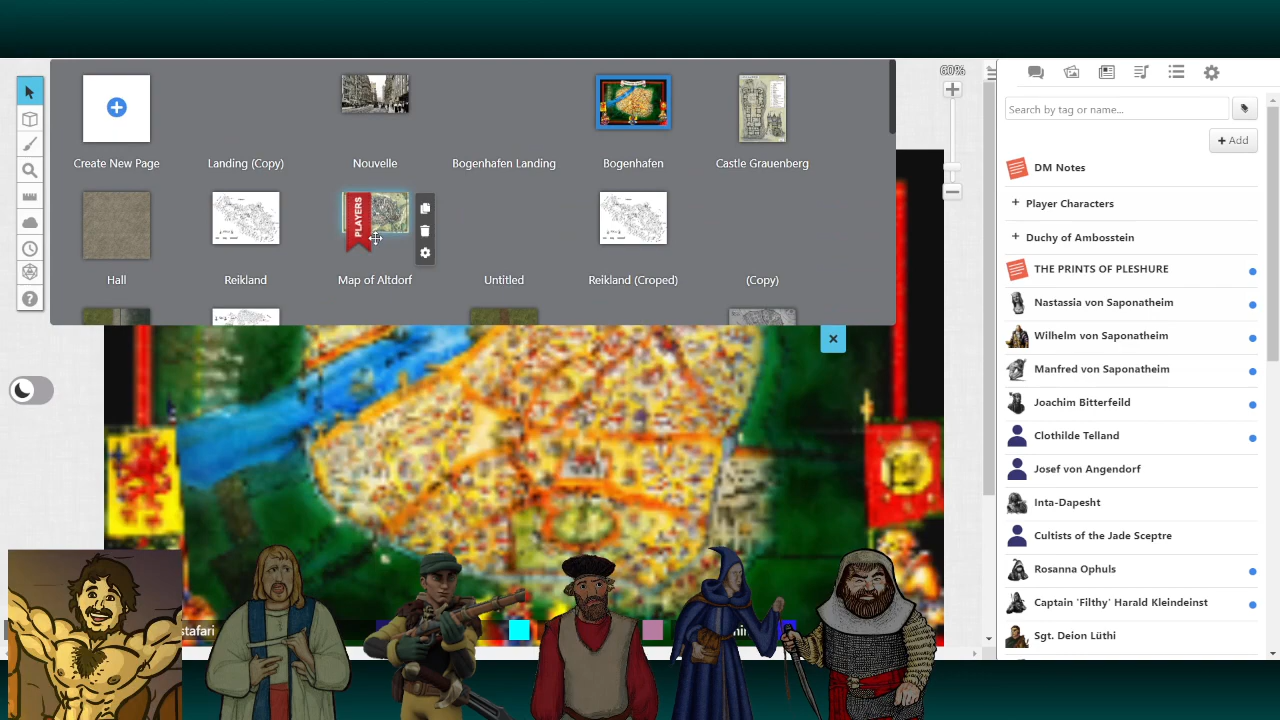 60%
Search by tag or name...
+ Add
Create New Page
Landing (Copy)
Nouvelle
Bogenhafen Landing
Bogenhafen
Castle Grauenberg
PLAYERS
Hall
Reikland
Map of Altdorf
Untitled
Reikland (Croped)
(Copy)
DM Notes
+ Player Characters
+ Duchy of Ambosstein
THE PRINTS OF PLESHURE
Nastassia von Saponatheim
Wilhelm von Saponatheim
Manfred von Saponatheim
Joachim Bitterfeild
Clothilde Telland
Josef von Angendorf
Inta-Dapesht
Cultists of the Jade Sceptre
Rosanna Ophuls
Captain 'Filthy' Harald Kleindeinst
Sgt. Deion Lüthi
stafari